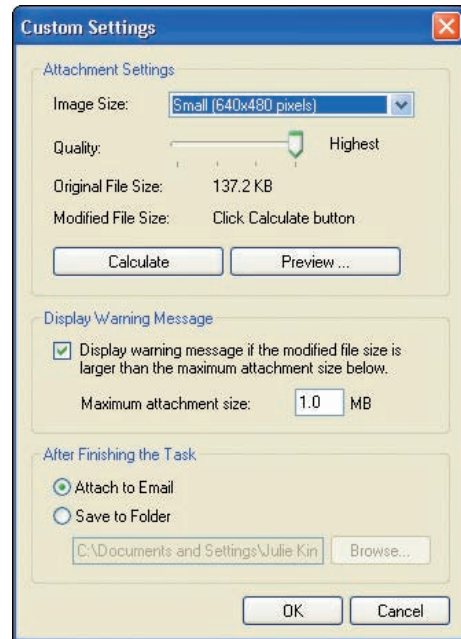 Custom Settings
Attachment Settings
Image Size: Small (640x480 pixels)
Quality: Highest
Original File Size: 137.2 KB
Modified File Size: Click Calculate button
Calculate Preview ...
Display Warning Message
Display warning message if the modified file size is
larger than the maximum attachment size below.
Maximum attachment size: 1.0 MB
After Finishing the Task
Attach to Email
Save to Folder
C:\Documents and Settings\Julie Kin Browse...
OK Cancel